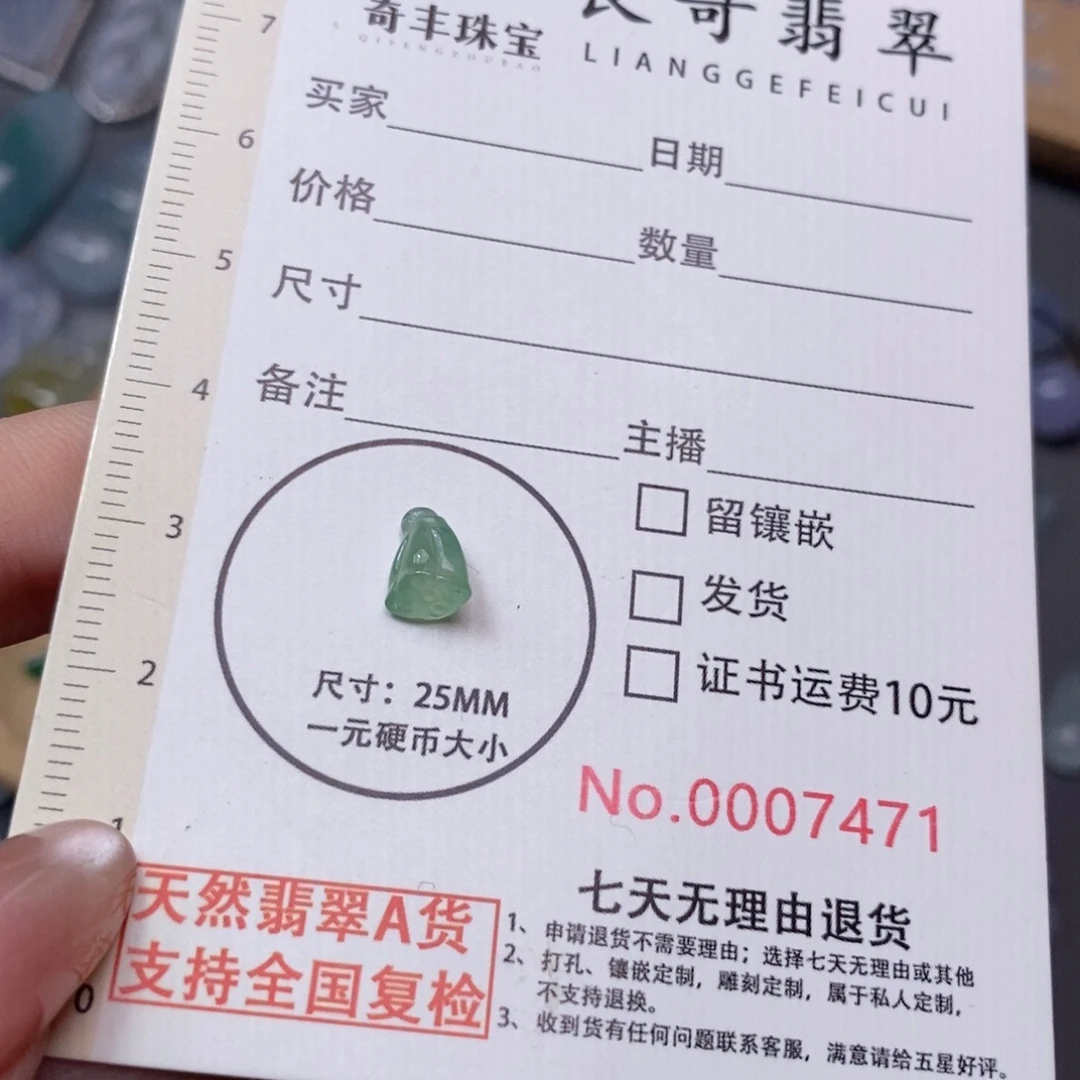 奇丰珠宝
QIFENGZHUBAO
良哥翡翠
LIANGGEFEICUI
买家 日期
价格 数量
尺寸
备注 主播
留镶嵌
发货
证书运费10元
尺寸：25MM
一元硬币大小
No.0007471
天然翡翠A货
支持全国复检
七天无理由退货
1、申请退货不需要理由；选择七天无理由或其他
2、打孔、镶嵌定制，雕刻定制，属于私人定制，
不支持退换。
3、收到货有任何问题联系客服，满意请给五星好评。
7
6
5
4
3
2
1
0